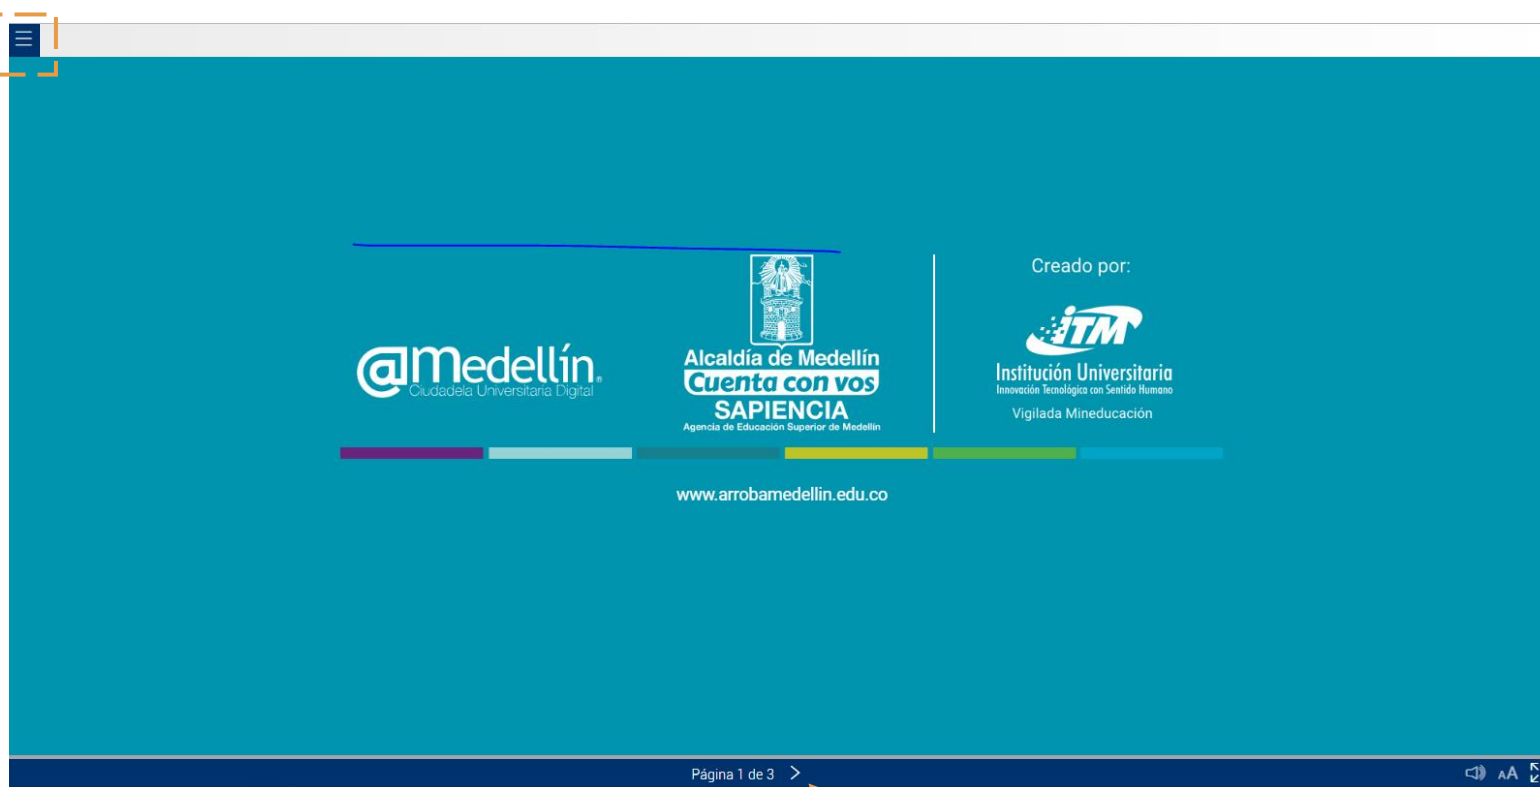 @Medellín®
Ciudadela Universitaria Digital
Alcaldía de Medellín
Cuenta con vos
SAPIENCIA
Agencia de Educación Superior de Medellín
Creado por:
iTM
Institución Universitaria
Innovación Tecnológica con Sentido Humano
Vigilada Mineducación
www.arrobamedellin.edu.co
Página 1 de 3 >
AA